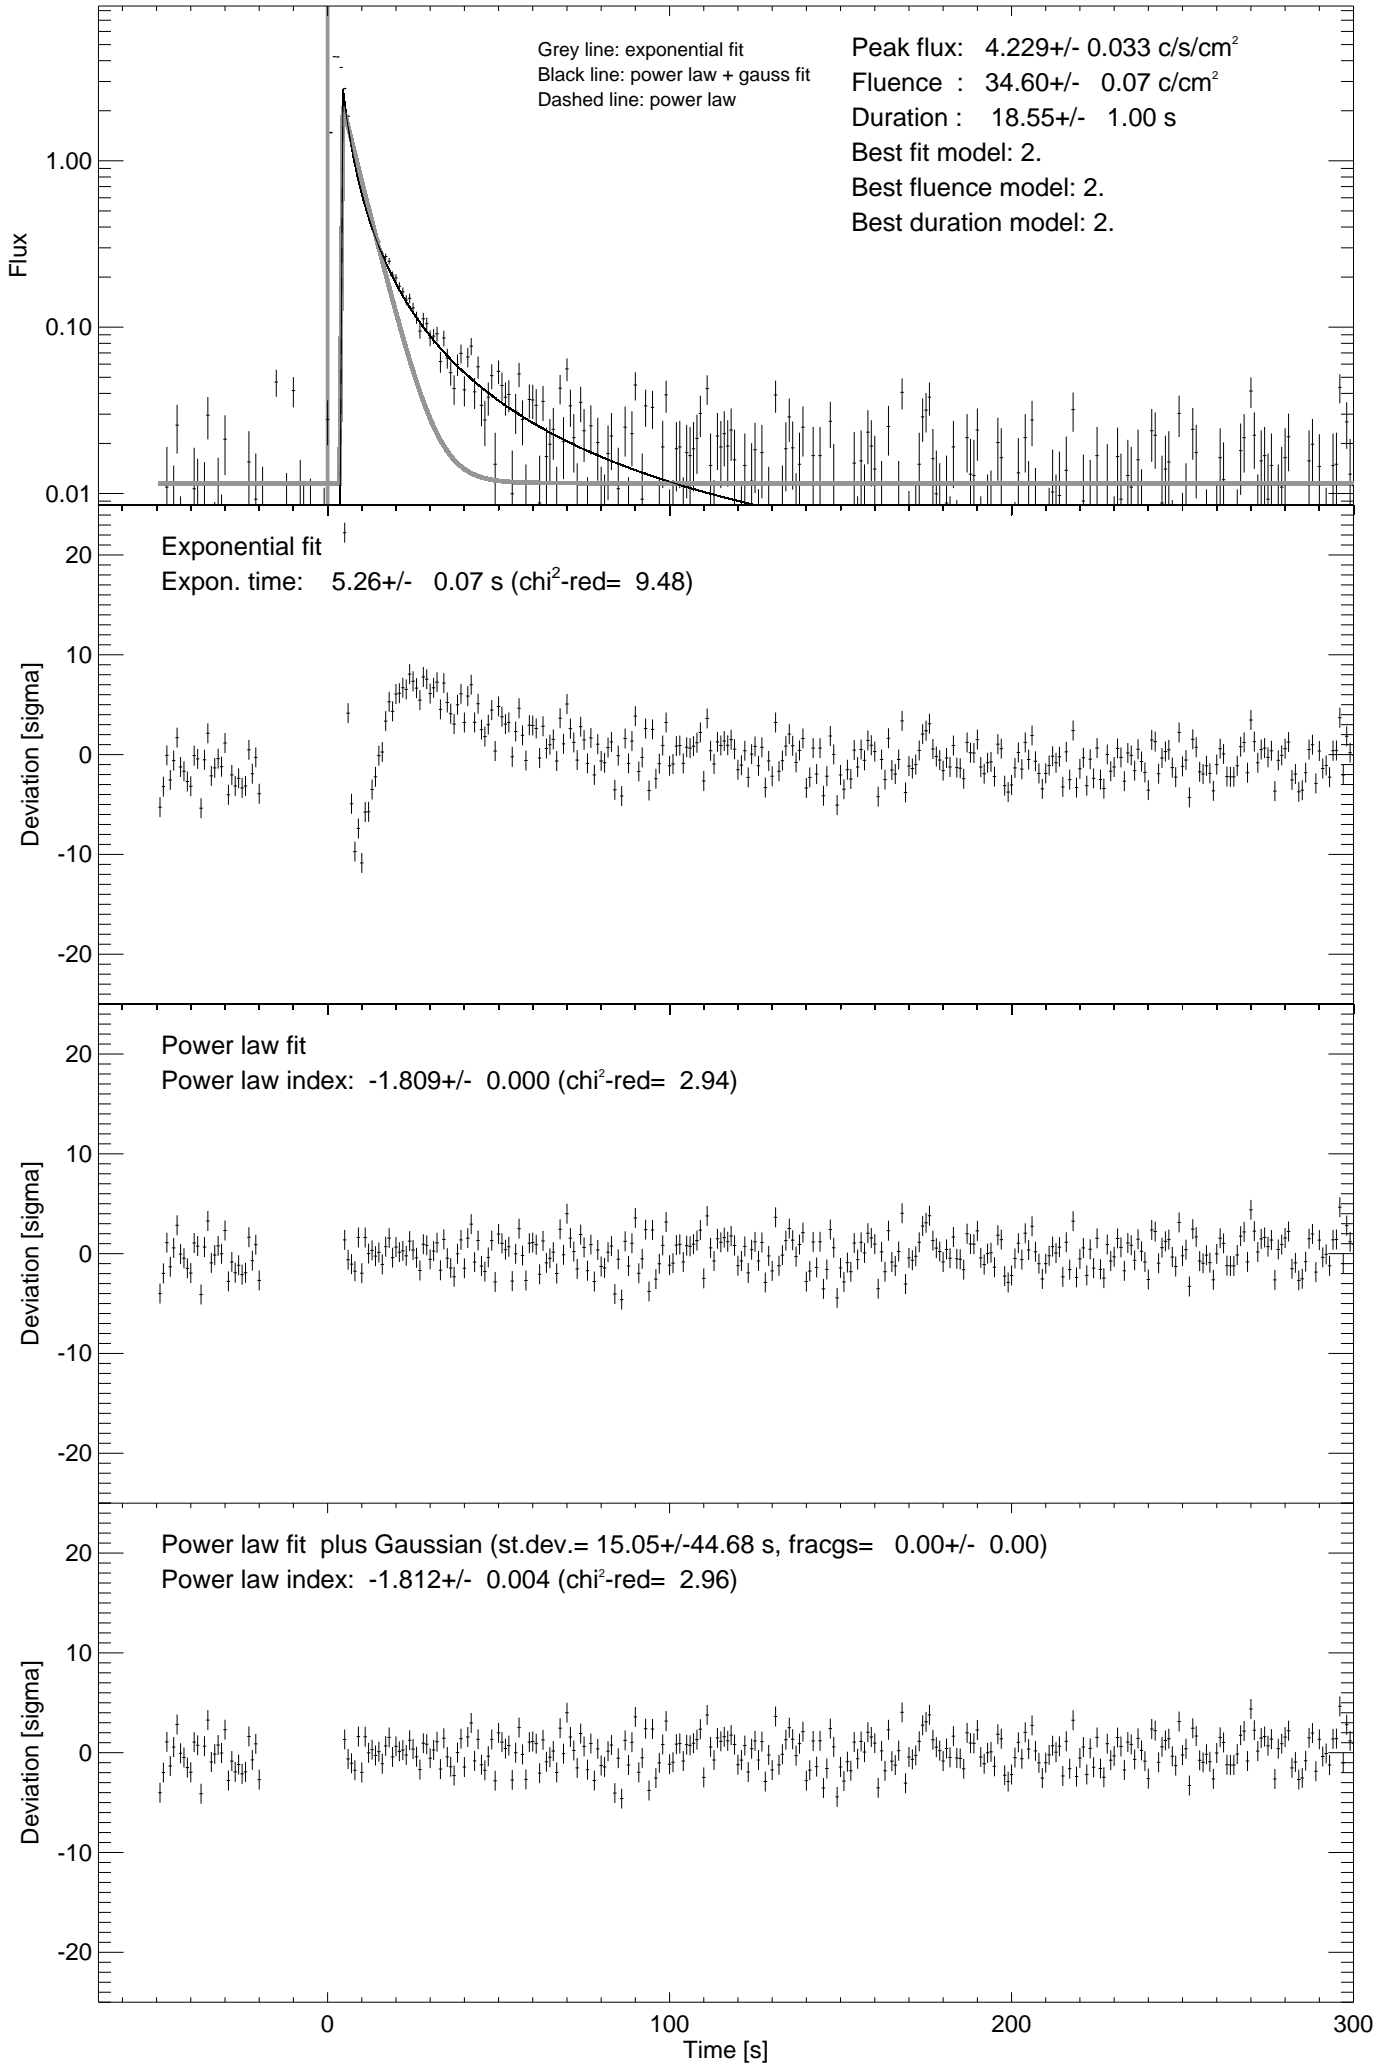 Grey line: exponential fit
Black line: power law + gauss fit
Dashed line: power law
Peak flux: 4.229+/- 0.033 c/s/cm²
Fluence : 34.60+/- 0.07 c/cm²
Duration : 18.55+/- 1.00 s
Best fit model: 2.
Best fluence model: 2.
Best duration model: 2.
1.00
0.10
0.01
Flux
Exponential fit
Expon. time: 5.26+/- 0.07 s (chi²-red= 9.48)
20
10
0
-10
-20
Deviation [sigma]
Power law fit
Power law index: -1.809+/- 0.000 (chi²-red= 2.94)
20
10
0
-10
-20
Deviation [sigma]
Power law fit plus Gaussian (st.dev.= 15.05+/-44.68 s, fracgs= 0.00+/- 0.00)
Power law index: -1.812+/- 0.004 (chi²-red= 2.96)
20
10
0
-10
-20
Deviation [sigma]
0 100 200 300
Time [s]